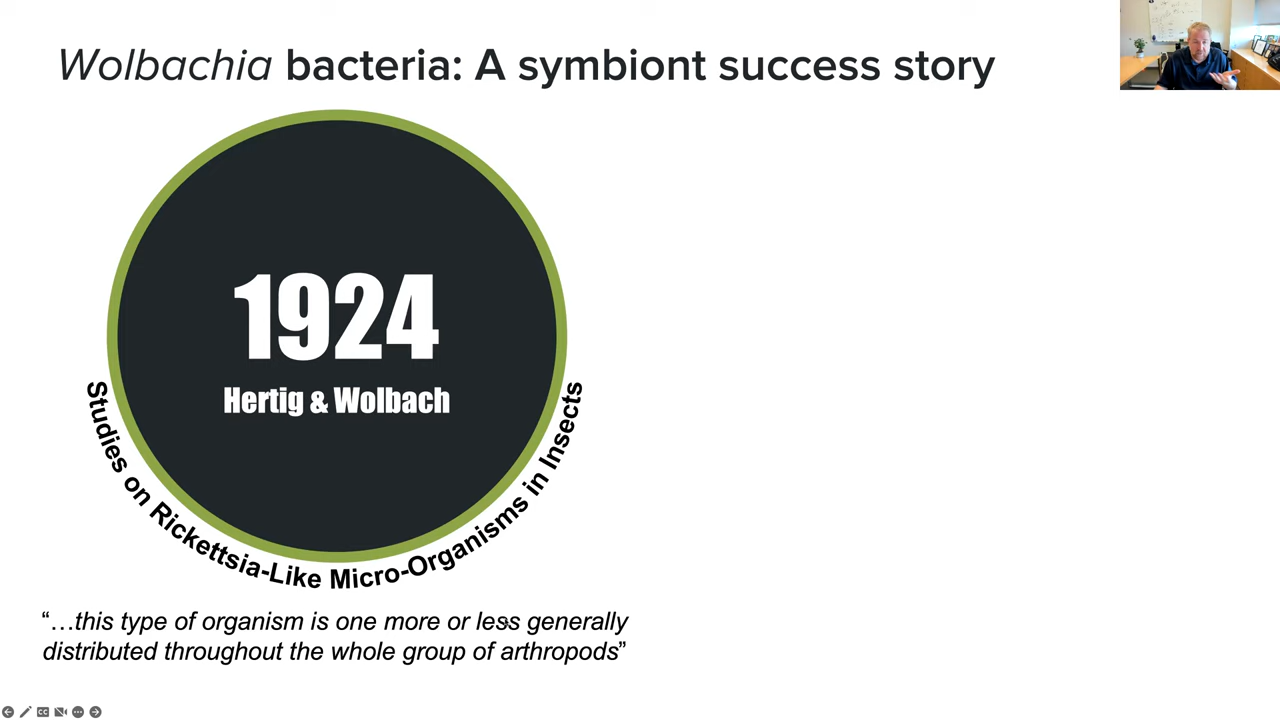 Wolbachia bacteria: A symbiont success story
1924
Hertig & Wolbach
Studies on Rickettsia-Like Micro-Organisms in Insects
“…this type of organism is one more or less generally
distributed throughout the whole group of arthropods”
CC